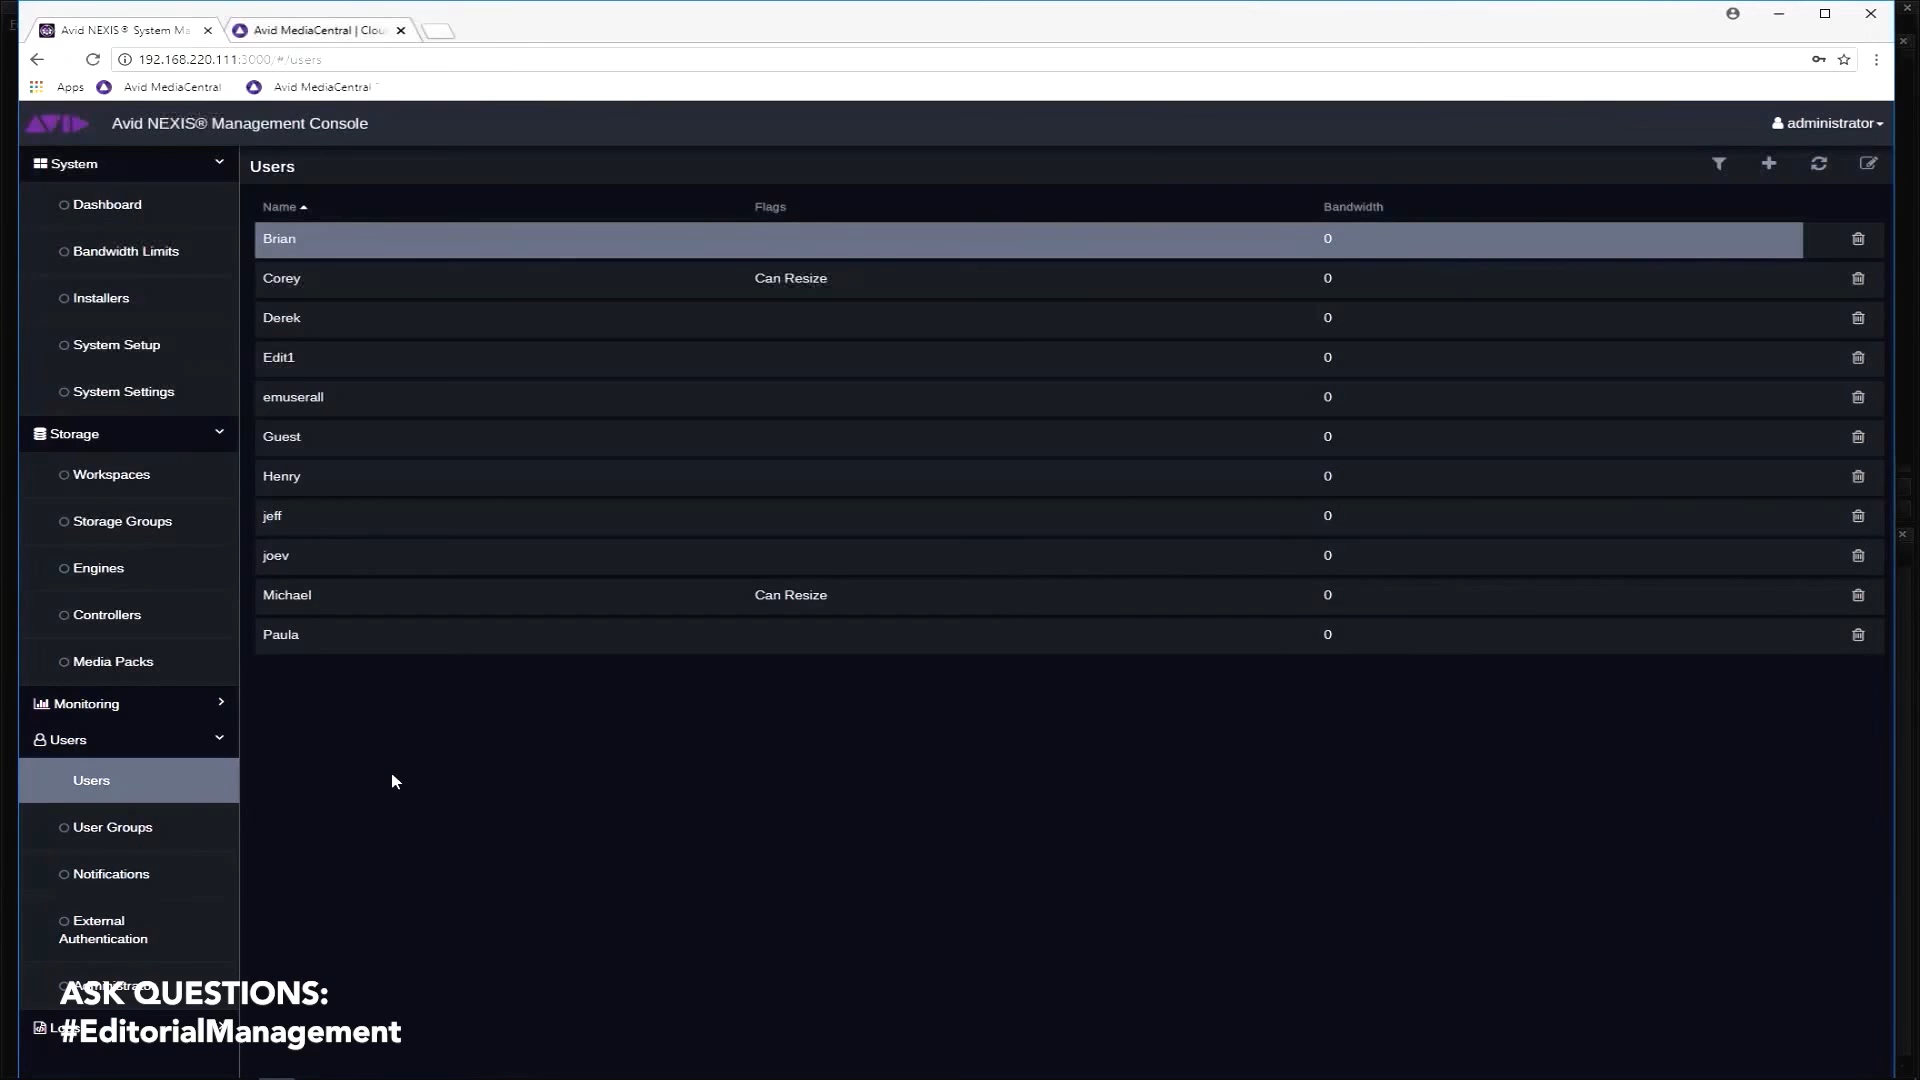 Avid NEXIS® System Ma
Avid MediaCentral | Clou
192.168.220.111:3000/#/users
Apps
Avid MediaCentral
Avid MediaCentral
AVID
Avid NEXIS® Management Console
administrator
System
Users
Dashboard
Bandwidth Limits
Installers
System Setup
System Settings
Storage
Workspaces
Storage Groups
Engines
Controllers
Media Packs
Monitoring
Users
Users
User Groups
Notifications
External
Authentication
Administrator
Logs
Name
Flags
Bandwidth
Brian 0
Corey Can Resize 0
Derek 0
Edit1 0
emuserall 0
Guest 0
Henry 0
jeff 0
joev 0
Michael Can Resize 0
Paula 0
ASK QUESTIONS:
#EditorialManagement